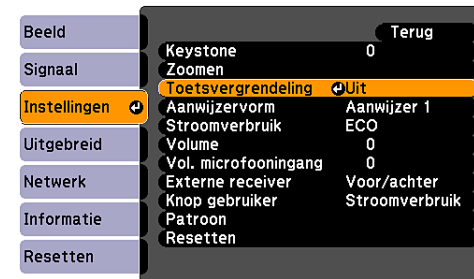 Beeld
Signaal
Instellingen
Uitgebreid
Netwerk
Informatie
Resetten
Terug
Keystone 0
Zoomen
Toetsvergrendeling Uit
Aanwijzervorm Aanwijzer 1
Stroomverbruik ECO
Volume 0
Vol. microfooningang 0
Externe receiver Voor/achter
Knop gebruiker Stroomverbruik
Patroon
Resetten